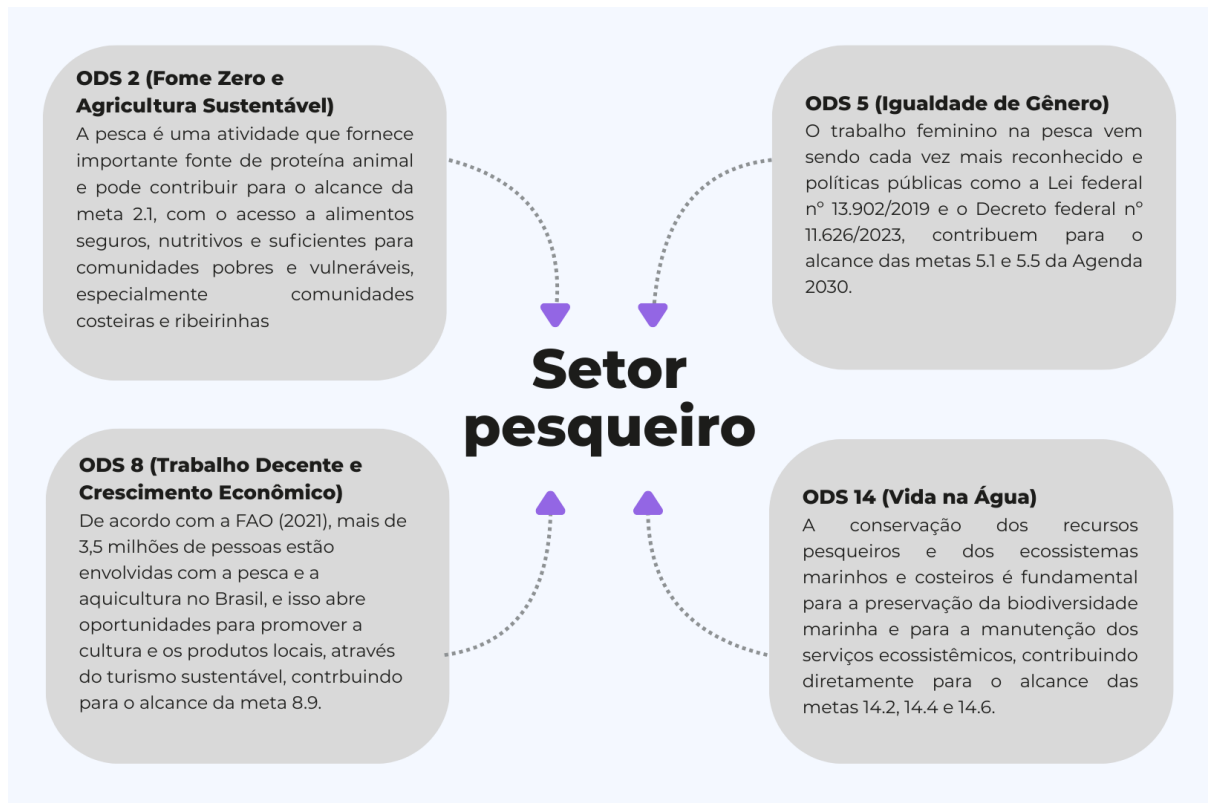 ODS 2 (Fome Zero e
Agricultura Sustentável)
A pesca é uma atividade que fornece
importante fonte de proteína animal
e pode contribuir para o alcance da
meta 2.1, com o acesso a alimentos
seguros, nutritivos e suficientes para
comunidades pobres e vulneráveis,
especialmente comunidades
costeiras e ribeirinhas
ODS 5 (Igualdade de Gênero)
O trabalho feminino na pesca vem
sendo cada vez mais reconhecido e
políticas públicas como a Lei federal
nº 13.902/2019 e o Decreto federal nº
11.626/2023, contribuem para o
alcance das metas 5.1 e 5.5 da Agenda
2030.
Setor
pesqueiro
ODS 8 (Trabalho Decente e
Crescimento Econômico)
De acordo com a FAO (2021), mais de
3,5 milhões de pessoas estão
envolvidas com a pesca e a
aquicultura no Brasil, e isso abre
oportunidades para promover a
cultura e os produtos locais, através
do turismo sustentável, contrbuindo
para o alcance da meta 8.9.
ODS 14 (Vida na Água)
A conservação dos recursos
pesqueiros e dos ecossistemas
marinhos e costeiros é fundamental
para a preservação da biodiversidade
marinha e para a manutenção dos
serviços ecossistêmicos, contribuindo
diretamente para o alcance das
metas 14.2, 14.4 e 14.6.